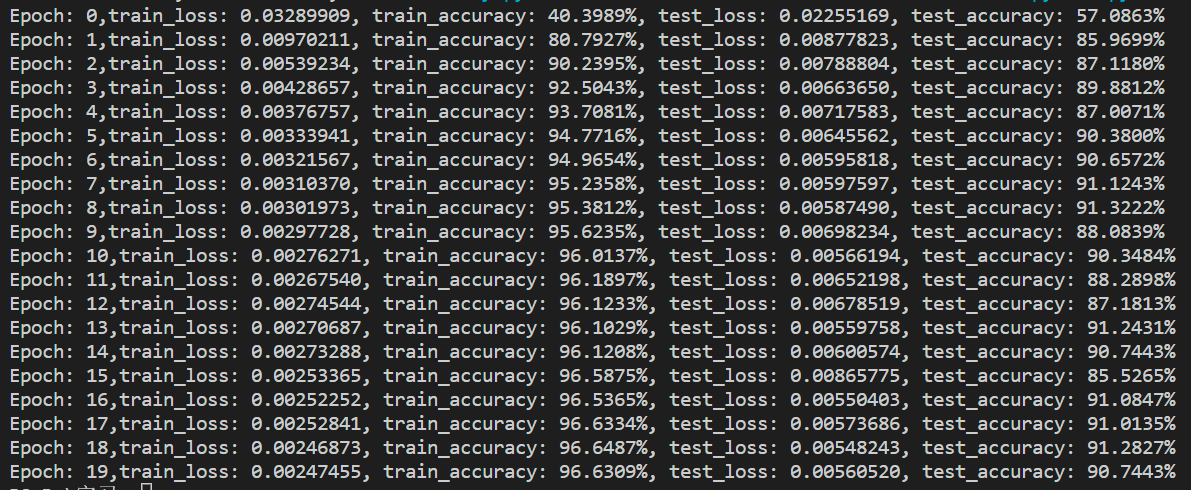 Epoch: 0,train_loss: 0.03289909, train_accuracy: 40.3989%, test_loss: 0.02255169, test_accuracy: 57.0863%
Epoch: 1,train_loss: 0.00970211, train_accuracy: 80.7927%, test_loss: 0.00877823, test_accuracy: 85.9699%
Epoch: 2,train_loss: 0.00539234, train_accuracy: 90.2395%, test_loss: 0.00788804, test_accuracy: 87.1180%
Epoch: 3,train_loss: 0.00428657, train_accuracy: 92.5043%, test_loss: 0.00663650, test_accuracy: 89.8812%
Epoch: 4,train_loss: 0.00376757, train_accuracy: 93.7081%, test_loss: 0.00717583, test_accuracy: 87.0071%
Epoch: 5,train_loss: 0.00333941, train_accuracy: 94.7716%, test_loss: 0.00645562, test_accuracy: 90.3800%
Epoch: 6,train_loss: 0.00321567, train_accuracy: 94.9654%, test_loss: 0.00595818, test_accuracy: 90.6572%
Epoch: 7,train_loss: 0.00310370, train_accuracy: 95.2358%, test_loss: 0.00597597, test_accuracy: 91.1243%
Epoch: 8,train_loss: 0.00301973, train_accuracy: 95.3812%, test_loss: 0.00587490, test_accuracy: 91.3222%
Epoch: 9,train_loss: 0.00297728, train_accuracy: 95.6235%, test_loss: 0.00698234, test_accuracy: 88.0839%
Epoch: 10,train_loss: 0.00276271, train_accuracy: 96.0137%, test_loss: 0.00566194, test_accuracy: 90.3484%
Epoch: 11,train_loss: 0.00267540, train_accuracy: 96.1897%, test_loss: 0.00652198, test_accuracy: 88.2898%
Epoch: 12,train_loss: 0.00274544, train_accuracy: 96.1233%, test_loss: 0.00678519, test_accuracy: 87.1813%
Epoch: 13,train_loss: 0.00270687, train_accuracy: 96.1029%, test_loss: 0.00559758, test_accuracy: 91.2431%
Epoch: 14,train_loss: 0.00273288, train_accuracy: 96.1208%, test_loss: 0.00600574, test_accuracy: 90.7443%
Epoch: 15,train_loss: 0.00253365, train_accuracy: 96.5875%, test_loss: 0.00865775, test_accuracy: 85.5265%
Epoch: 16,train_loss: 0.00252252, train_accuracy: 96.5365%, test_loss: 0.00550403, test_accuracy: 91.0847%
Epoch: 17,train_loss: 0.00252841, train_accuracy: 96.6334%, test_loss: 0.00573686, test_accuracy: 91.0135%
Epoch: 18,train_loss: 0.00246873, train_accuracy: 96.6487%, test_loss: 0.00548243, test_accuracy: 91.2827%
Epoch: 19,train_loss: 0.00247455, train_accuracy: 96.6309%, test_loss: 0.00560520, test_accuracy: 90.7443%